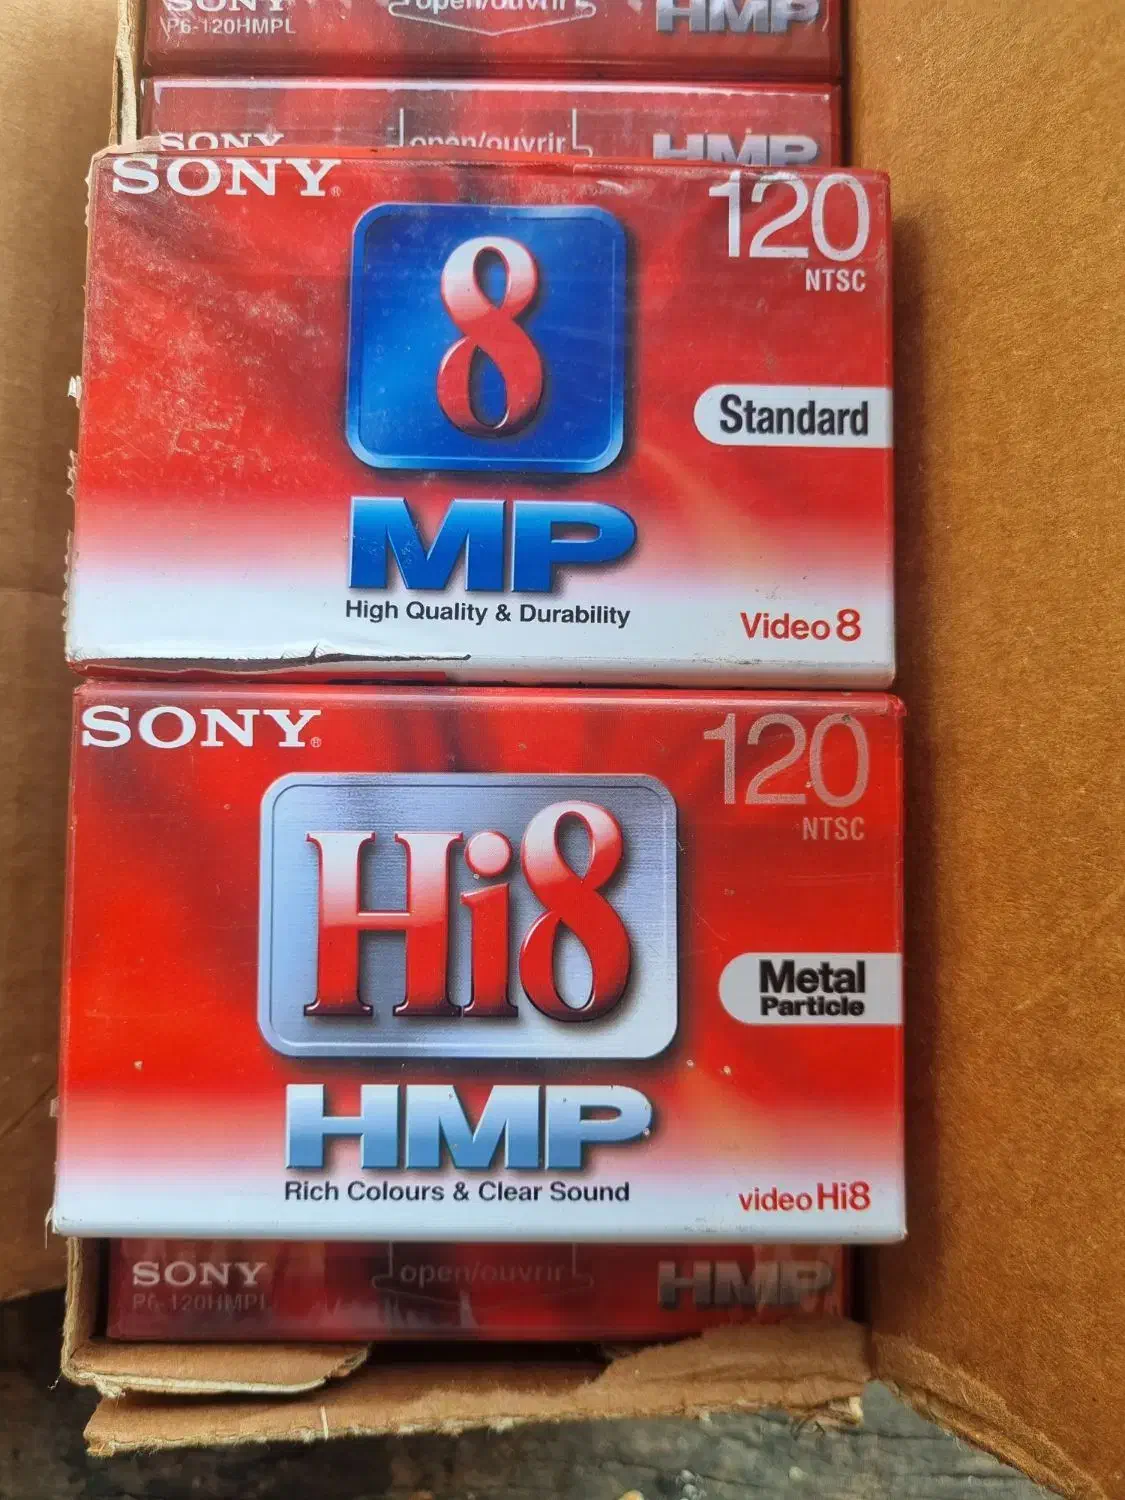 SONY
P6-120HMPL
open/ouvrir
HMP
SONY
open/ouvrir
HMP
SONY®
120
NTSC
8
Standard
MP
High Quality & Durability
Video 8
SONY®
120
NTSC
Hi8
Metal
Particle
HMP
Rich Colours & Clear Sound
video Hi8
SONY
P6-120HMPL
open/ouvrir
HMP